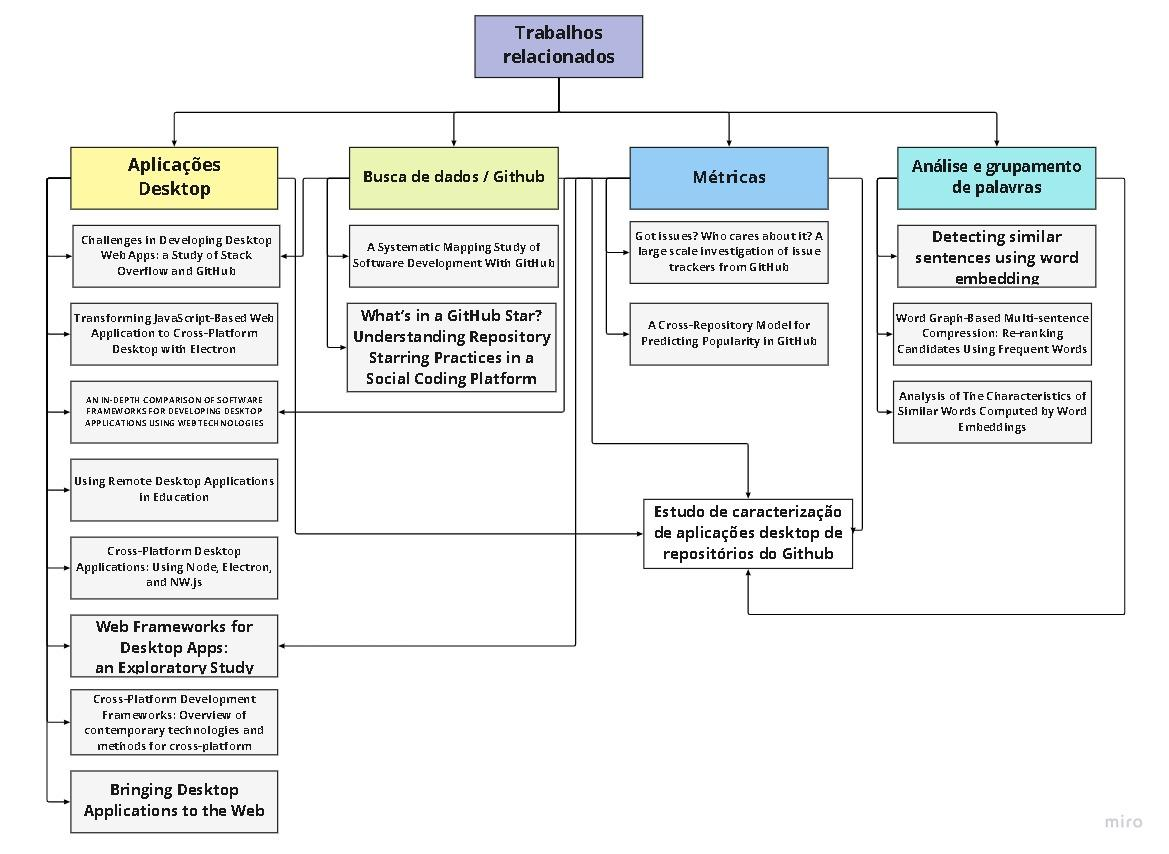 Trabalhos
relacionados
Aplicações
Desktop
Challenges in Developing Desktop
Web Apps: a Study of Stack
Overflow and GitHub
Transforming JavaScript-Based Web
Application to Cross-Platform
Desktop with Electron
AN IN-DEPTH COMPARISON OF SOFTWARE
FRAMEWORKS FOR DEVELOPING DESKTOP
APPLICATIONS USING WEB TECHNOLOGIES
Using Remote Desktop Applications
in Education
Cross-Platform Desktop
Applications: Using Node, Electron,
and NW.js
Web Frameworks for
Desktop Apps:
an Exploratory Study
Cross-Platform Development
Frameworks: Overview of
contemporary technologies and
methods for cross-platform
Bringing Desktop
Applications to the Web
Busca de dados / Github
A Systematic Mapping Study of
Software Development With GitHub
What's in a GitHub Star?
Understanding Repository
Starring Practices in a
Social Coding Platform
Métricas
Got issues? Who cares about it? A
large scale investigation of issue
trackers from GitHub
A Cross-Repository Model for
Predicting Popularity in GitHub
Análise e grupamento
de palavras
Detecting similar
sentences using word
embedding
Word Graph-Based Multi-sentence
Compression: Re-ranking
Candidates Using Frequent Words
Analysis of The Characteristics of
Similar Words Computed by Word
Embeddings
Estudo de caracterização
de aplicações desktop de
repositórios do Github
miro